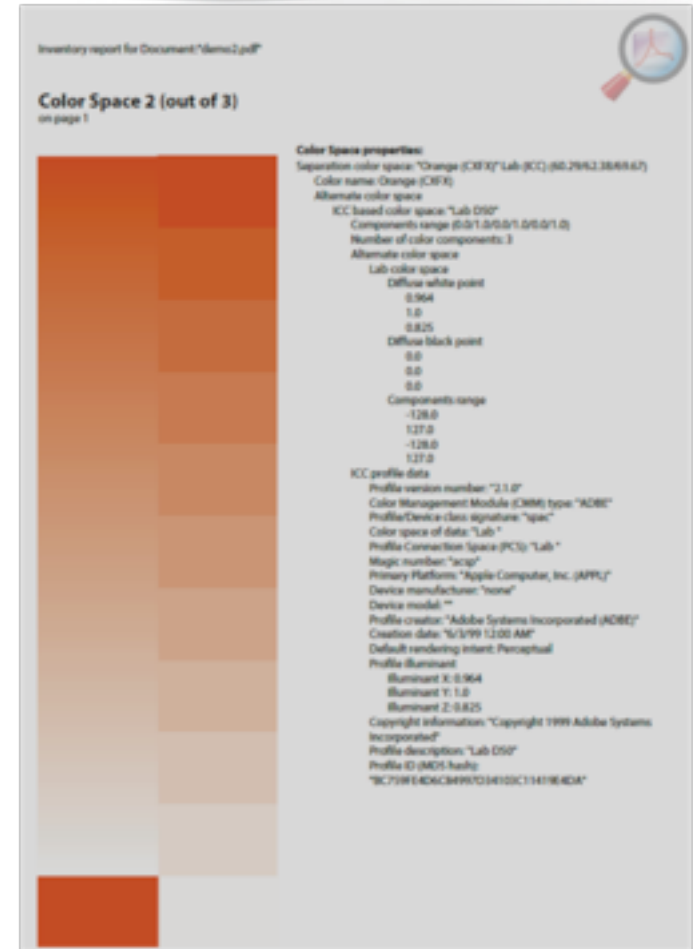 Inventory report for Document:"demo2.pdf"
Color Space 2 (out of 3)
on page 1
Color Space properties:
Separation color space: "Orange (CXFX)" Lab (ICC) (60.29/62.38/69.67)
Color name: Orange (CXFX)
Alternate color space
ICC based color space: "Lab D50"
Components range (0.0/1.0/0.0/1.0/0.0/1.0)
Number of color components: 3
Alternate color space
Lab color space
Diffuse white point
0.964
1.0
0.825
Diffuse black point
0.0
0.0
0.0
Components range
-128.0
127.0
-128.0
127.0
ICC profile data
Profile version number: "2.1.0"
Color Management Module (CMM) type: "ADBE"
Profile/Device class signature: "spac"
Color space of data: "Lab "
Profile Connection Space (PCS): "Lab "
Magic number: "acsp"
Primary Platform: "Apple Computer, Inc. (APPL)"
Device manufacturer: "none"
Device model: ""
Profile creator: "Adobe Systems Incorporated (ADBE)"
Creation date: "6/3/99 12:00 AM"
Default rendering intent: Perceptual
Profile illuminant
Illuminant X: 0.964
Illuminant Y: 1.0
Illuminant Z: 0.825
Copyright information: "Copyright 1999 Adobe Systems
Incorporated"
Profile description: "Lab D50"
Profile ID (MD5 hash):